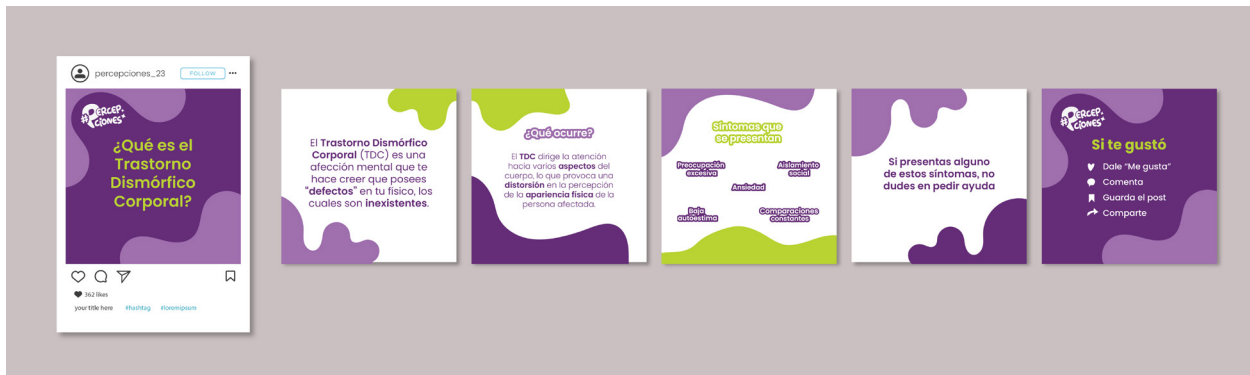 percepciones_23
FOLLOW
#PERCEP.
CIONES*
¿Qué es el
Trastorno
Dismórfico
Corporal?
362 likes
your title here #hashtag #loremipsum
El Trastorno Dismórfico
Corporal (TDC) es una
afección mental que te
hace creer que posees
“defectos” en tu físico, los
cuales son inexistentes.
¿Qué ocurre?
El TDC dirige la atención
hacia varios aspectos del
cuerpo, lo que provoca una
distorsión en la percepción
de la apariencia física de la
persona afectada.
Síntomas que
se presentan
Preocupación
excesiva
Aislamiento
social
Ansiedad
Baja
autoestima
Comparaciones
constantes
Si presentas alguno
de estos síntomas, no
dudes en pedir ayuda
#PERCEP.
CIONES*
Si te gustó
Dale “Me gusta”
Comenta
Guarda el post
Comparte